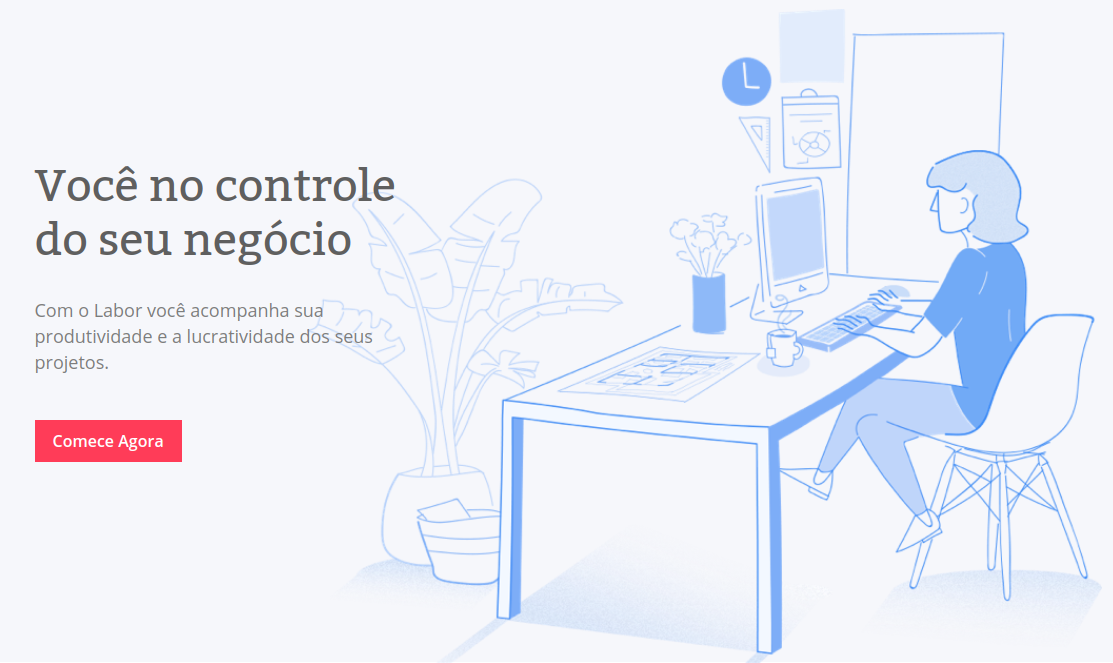 Você no controle
do seu negócio
Com o Labor você acompanha sua
produtividade e a lucratividade dos seus
projetos.
Comece Agora